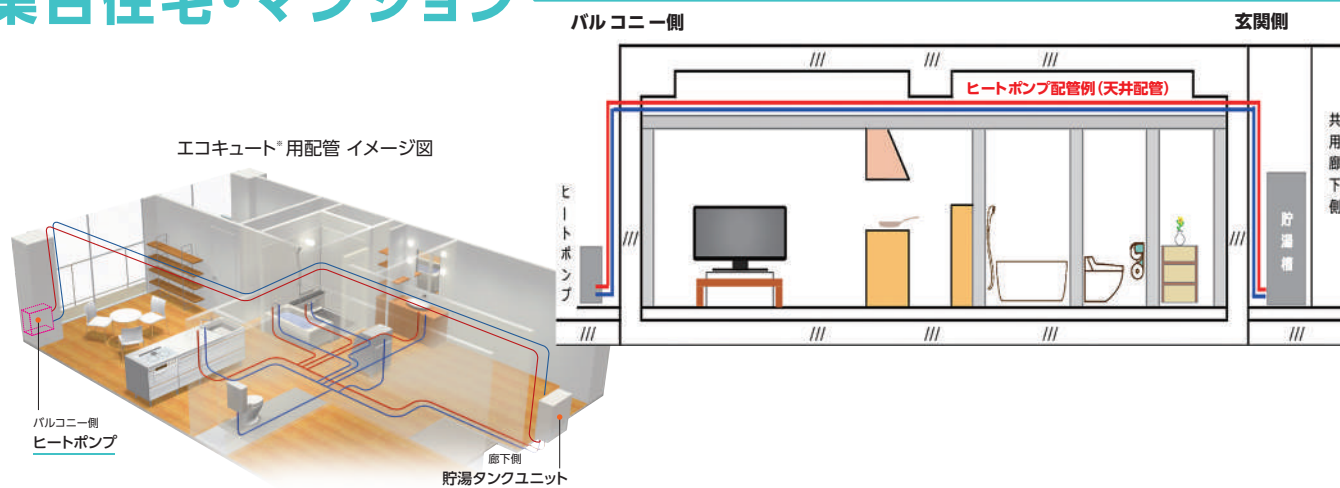 集合住宅・マンション
バルコニー側
玄関側
ヒートポンプ配管例(天井配管)
共用廊下側
エコキュート※用配管 イメージ図
ヒートポンプ
貯湯槽
バルコニー側
ヒートポンプ
廊下側
貯湯タンクユニット